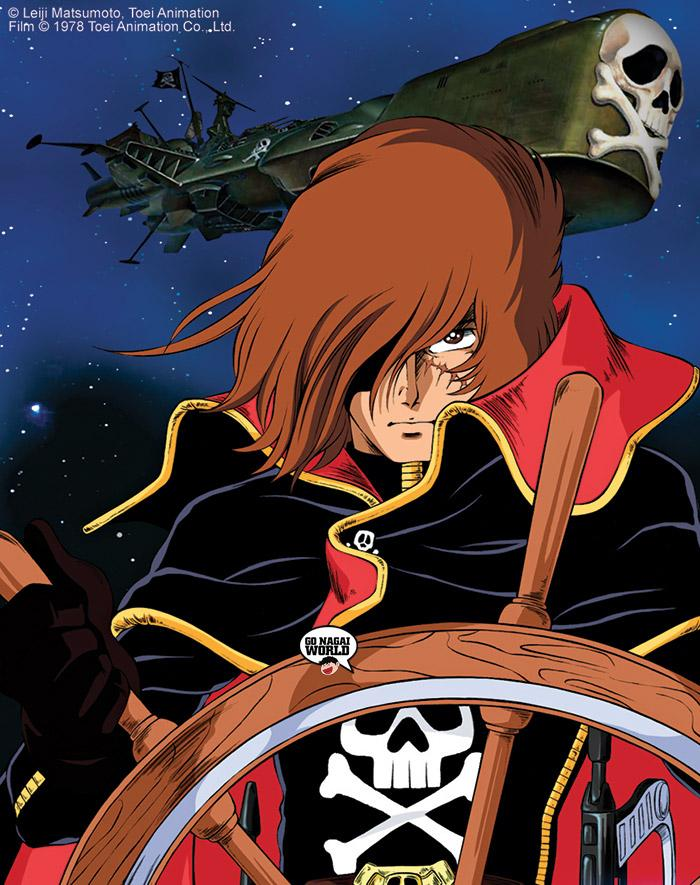 © Leiji Matsumoto, Toei Animation
Film © 1978 Toei Animation Co., Ltd.
GO NAGAI
WORLD